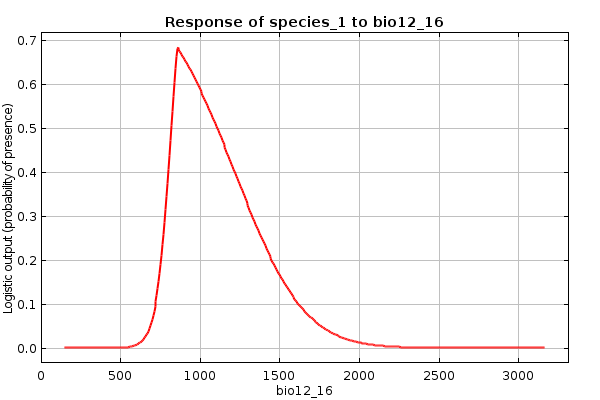 Response of species_1 to bio12_16
Logistic output (probability of presence)
0.7
0.6
0.5
0.4
0.3
0.2
0.1
0.0
0 500 1000 1500 2000 2500 3000
bio12_16